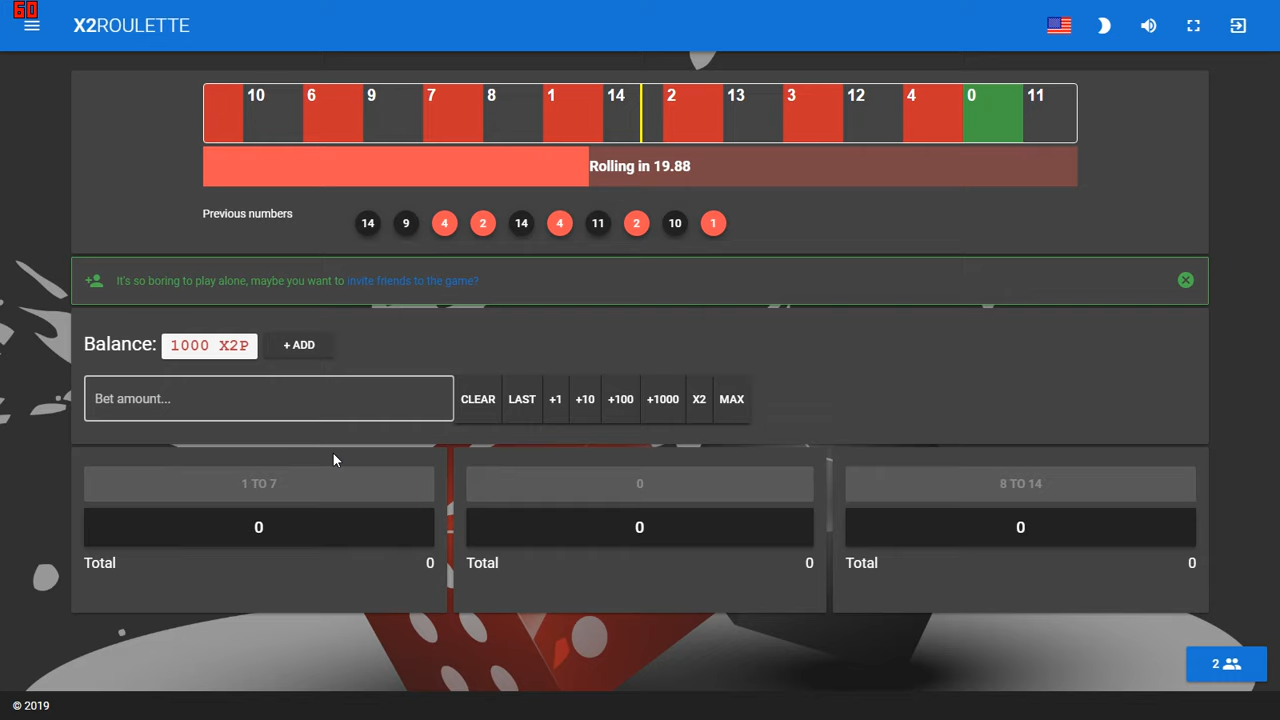 60
X2ROULETTE
10 6 9 7 8 1 14 2 13 3 12 4 0 11
Rolling in 19.88
Previous numbers 14 9 4 2 14 4 11 2 10 1
It's so boring to play alone, maybe you want to invite friends to the game?
Balance: 1000 X2P + ADD
Bet amount... CLEAR LAST +1 +10 +100 +1000 X2 MAX
1 TO 7 0 8 TO 14
0 0 0
Total 0 Total 0 Total 0
2
© 2019